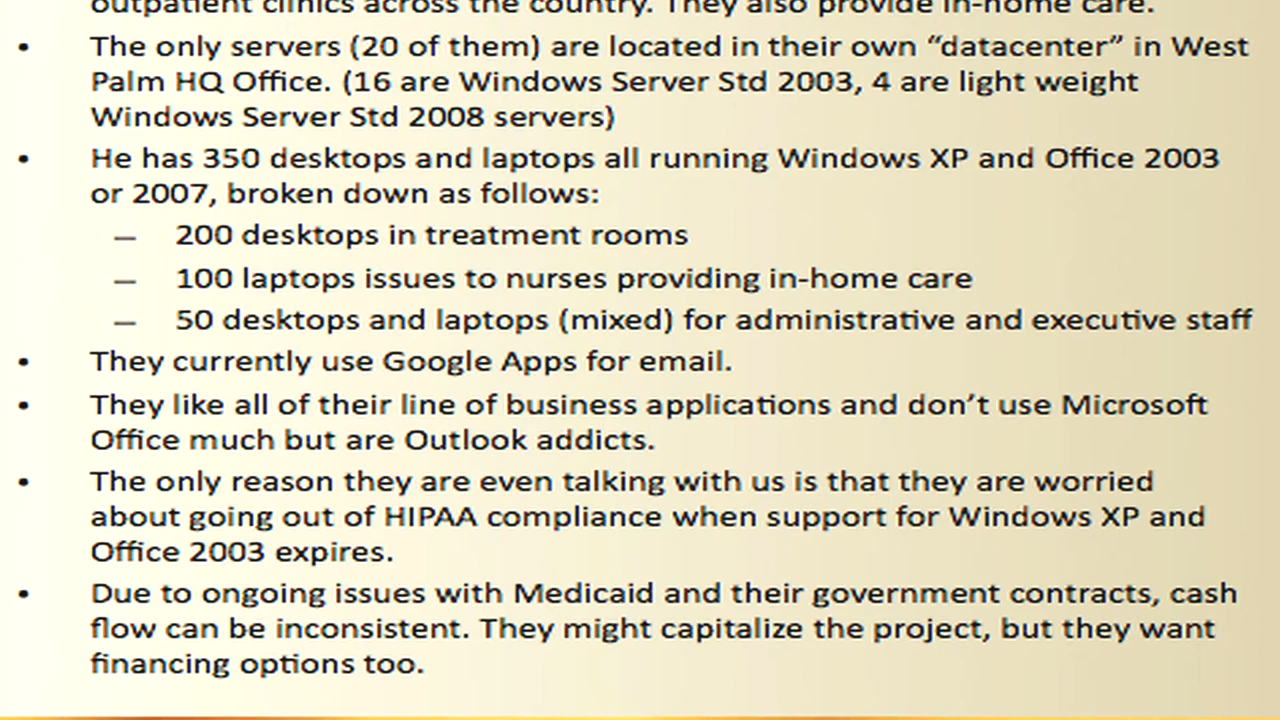 outpatient clinics across the country. They also provide in-home care.
• The only servers (20 of them) are located in their own “datacenter” in West
Palm HQ Office. (16 are Windows Server Std 2003, 4 are light weight
Windows Server Std 2008 servers)
• He has 350 desktops and laptops all running Windows XP and Office 2003
or 2007, broken down as follows:
– 200 desktops in treatment rooms
– 100 laptops issues to nurses providing in-home care
– 50 desktops and laptops (mixed) for administrative and executive staff
• They currently use Google Apps for email.
• They like all of their line of business applications and don’t use Microsoft
Office much but are Outlook addicts.
• The only reason they are even talking with us is that they are worried
about going out of HIPAA compliance when support for Windows XP and
Office 2003 expires.
• Due to ongoing issues with Medicaid and their government contracts, cash
flow can be inconsistent. They might capitalize the project, but they want
financing options too.